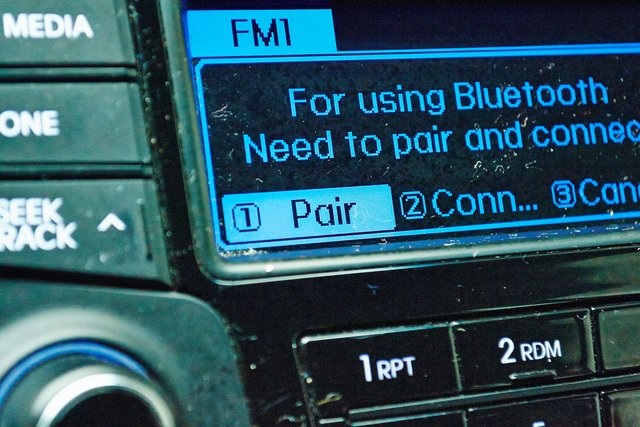 MEDIA
FM1
For using Bluetooth
Need to pair and connec
1 Pair 2 Conn... 3 Can
ONE
SEEK
RACK
1 RPT
2 RDM